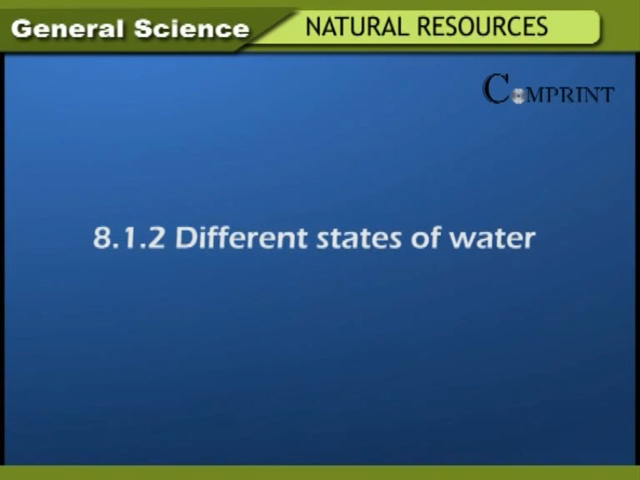 General Science
NATURAL RESOURCES
COMPRINT
8.1.2 Different states of water